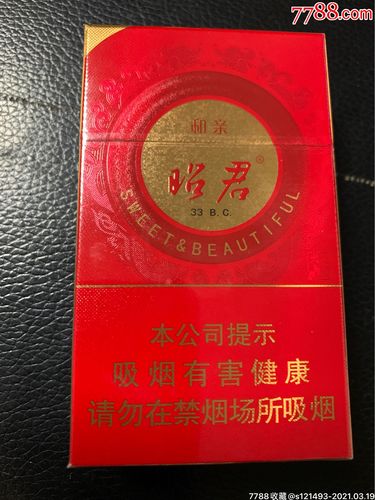 7788.com
和亲
昭君®
33 B.C.
SWEET&BEAUTIFUL
本公司提示
吸烟有害健康
请勿在禁烟场所吸烟
7788收藏@s121493-2021.03.19